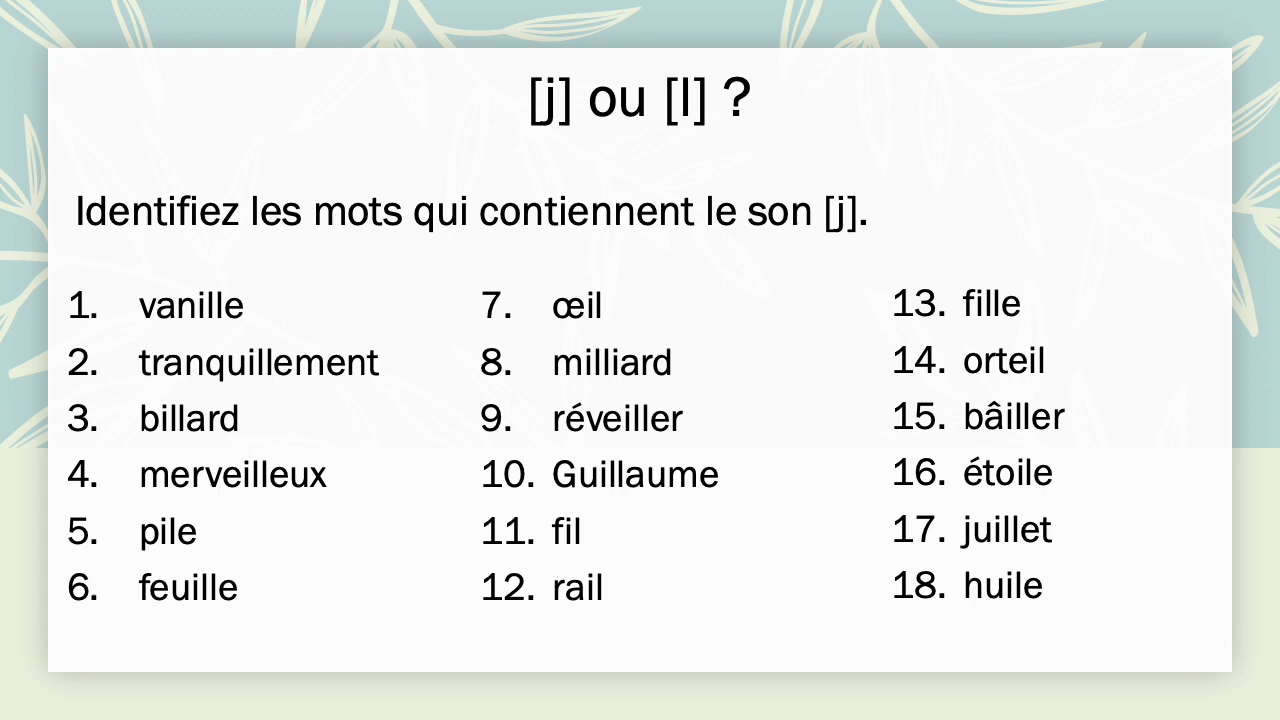 [j] ou [l] ?
Identifiez les mots qui contiennent le son [j].
1. vanille
2. tranquillement
3. billard
4. merveilleux
5. pile
6. feuille
7. œil
8. milliard
9. réveiller
10. Guillaume
11. fil
12. rail
13. fille
14. orteil
15. bâiller
16. étoile
17. juillet
18. huile